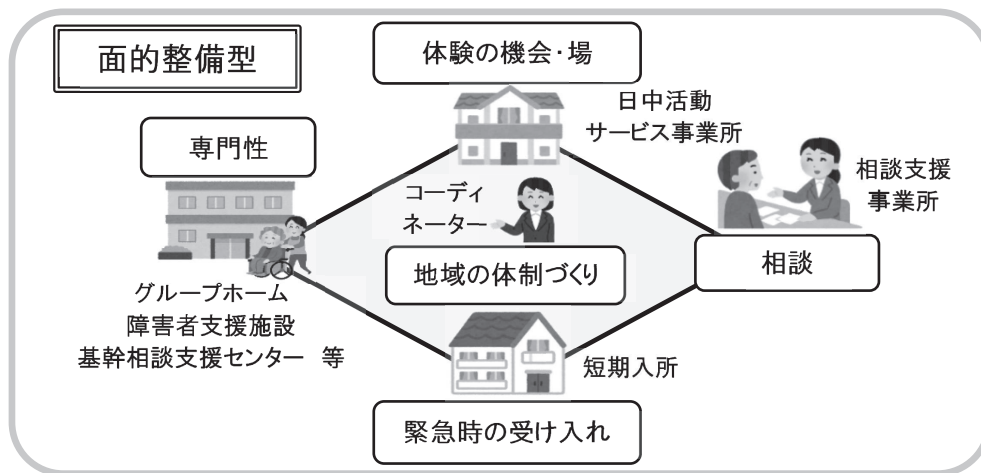 面的整備型
体験の機会・場
日中活動
サービス事業所
専門性
相談支援
事業所
コーディ
ネーター
地域の体制づくり
相談
グループホーム
障害者支援施設
基幹相談支援センター 等
短期入所
緊急時の受け入れ